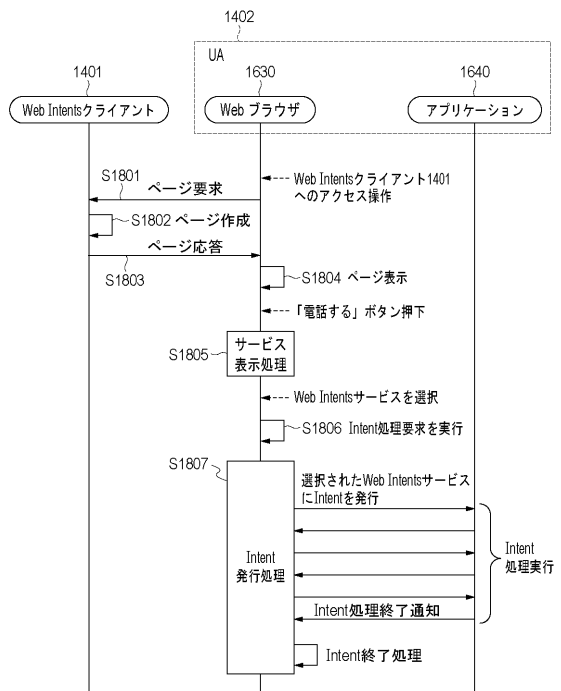 1402
UA
1401
1630
1640
Web Intentsクライアント
Web ブラウザ
アプリケーション
Web Intentsクライアント1401
へのアクセス操作
S1801
ページ要求
S1802 ページ作成
ページ応答
S1803
S1804 ページ表示
「電話する」ボタン押下
S1805
サービス
表示処理
Web Intentsサービスを選択
S1806 Intent処理要求を実行
S1807
選択されたWeb Intentsサービス
にIntentを発行
Intent
発行処理
Intent
処理実行
Intent処理終了通知
Intent終了処理